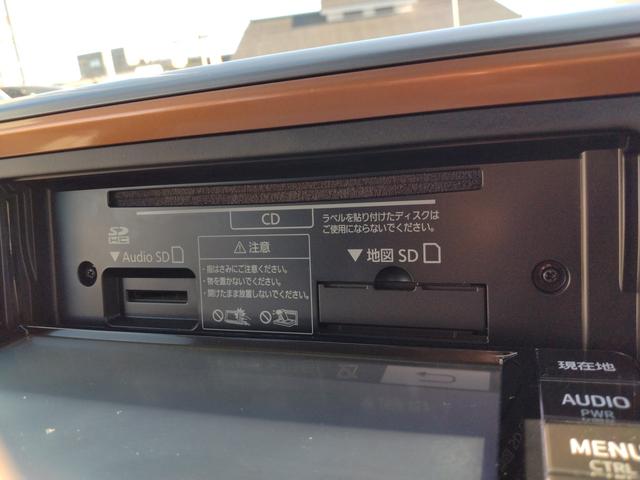 CD
ラベルを貼り付けたディスクは
ご使用にならないでください。
SD
HC
▼Audio SD
⚠注意
・指はさみにご注意ください。
・物を置かないでください。
・開けたまま放置しないでください。
▼地図 SD
現在地
AUDIO
PWR
MENU
CTRL